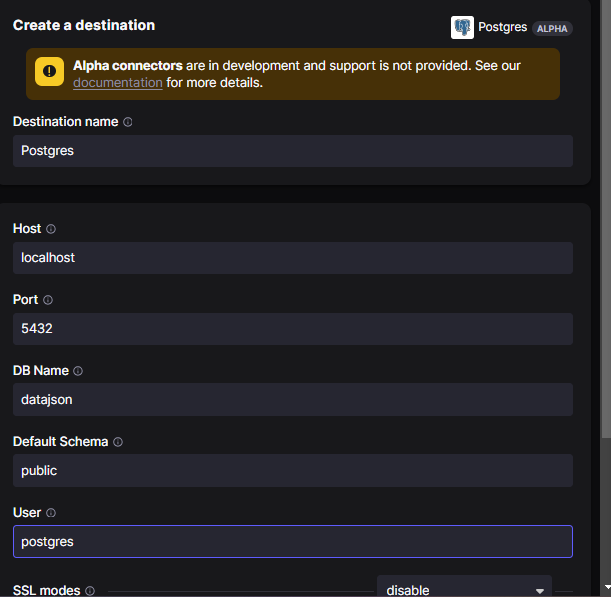 Create a destination
Postgres ALPHA
Alpha connectors are in development and support is not provided. See our
documentation for more details.
Destination name
Postgres
Host
localhost
Port
5432
DB Name
datajson
Default Schema
public
User
postgres
SSL modes
disable